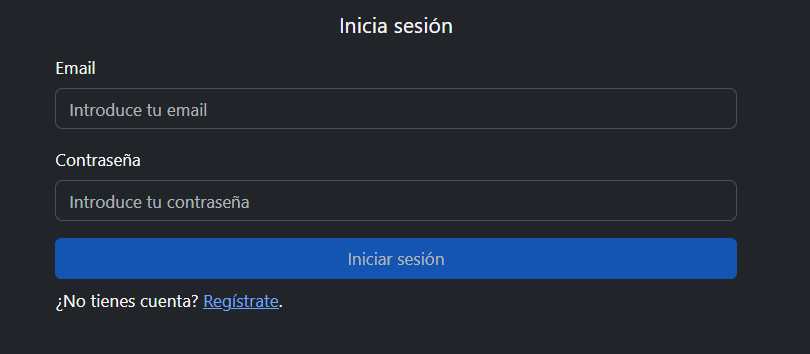 Inicia sesión
Email
Introduce tu email
Contraseña
Introduce tu contraseña
Iniciar sesión
¿No tienes cuenta? Regístrate.